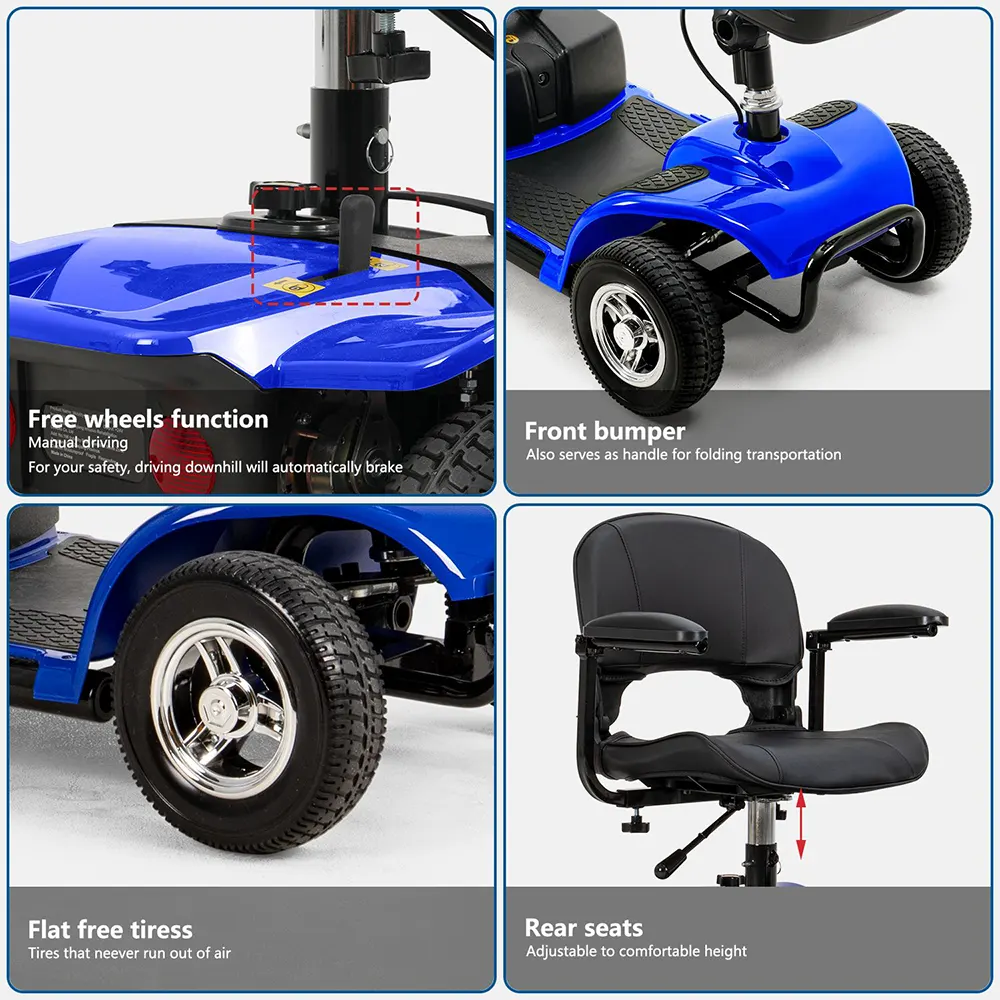 Free wheels function
Manual driving
For your safety, driving downhill will automatically brake
Front bumper
Also serves as handle for folding transportation
Flat free tiress
Tires that neever run out of air
Rear seats
Adjustable to comfortable height